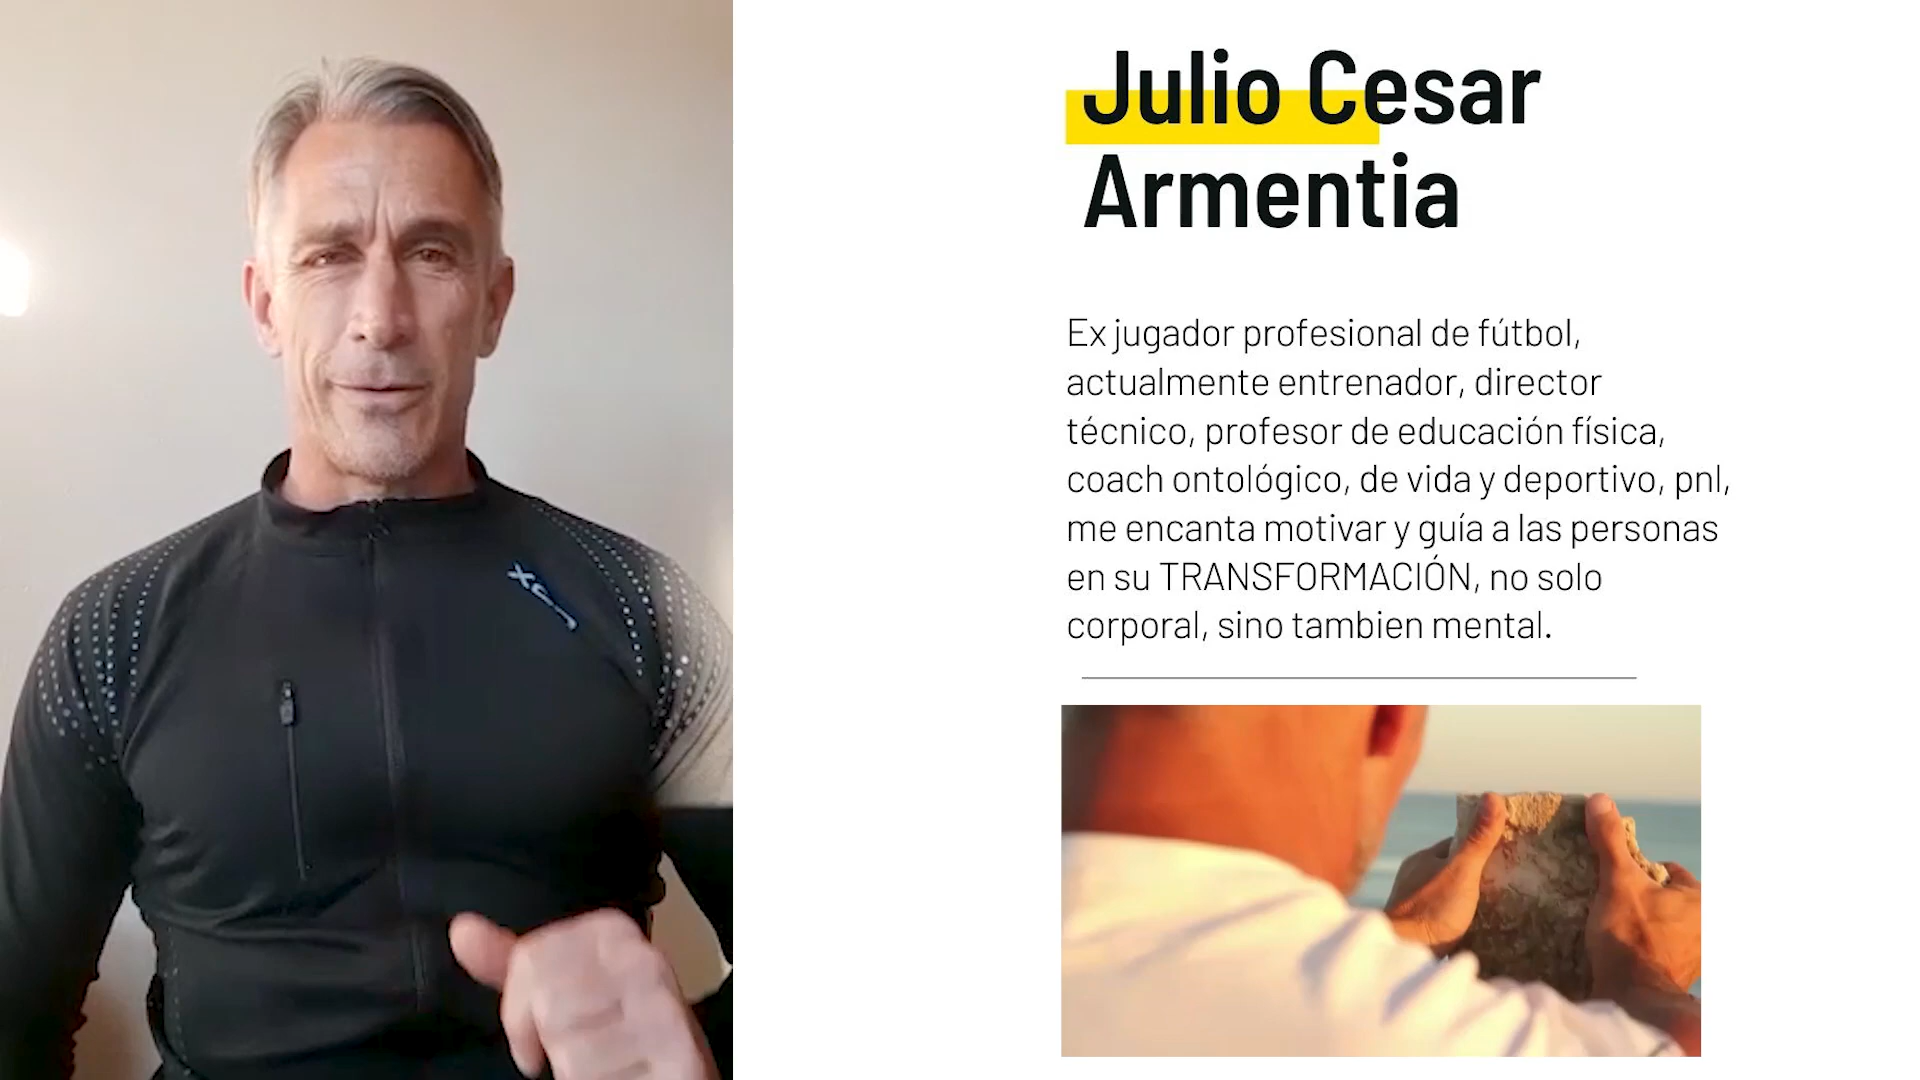 Julio Cesar
Armentia
Ex jugador profesional de fútbol,
actualmente entrenador, director
técnico, profesor de educación física,
coach ontológico, de vida y deportivo, pnl,
me encanta motivar y guía a las personas
en su TRANSFORMACIÓN, no solo
corporal, sino tambien mental.